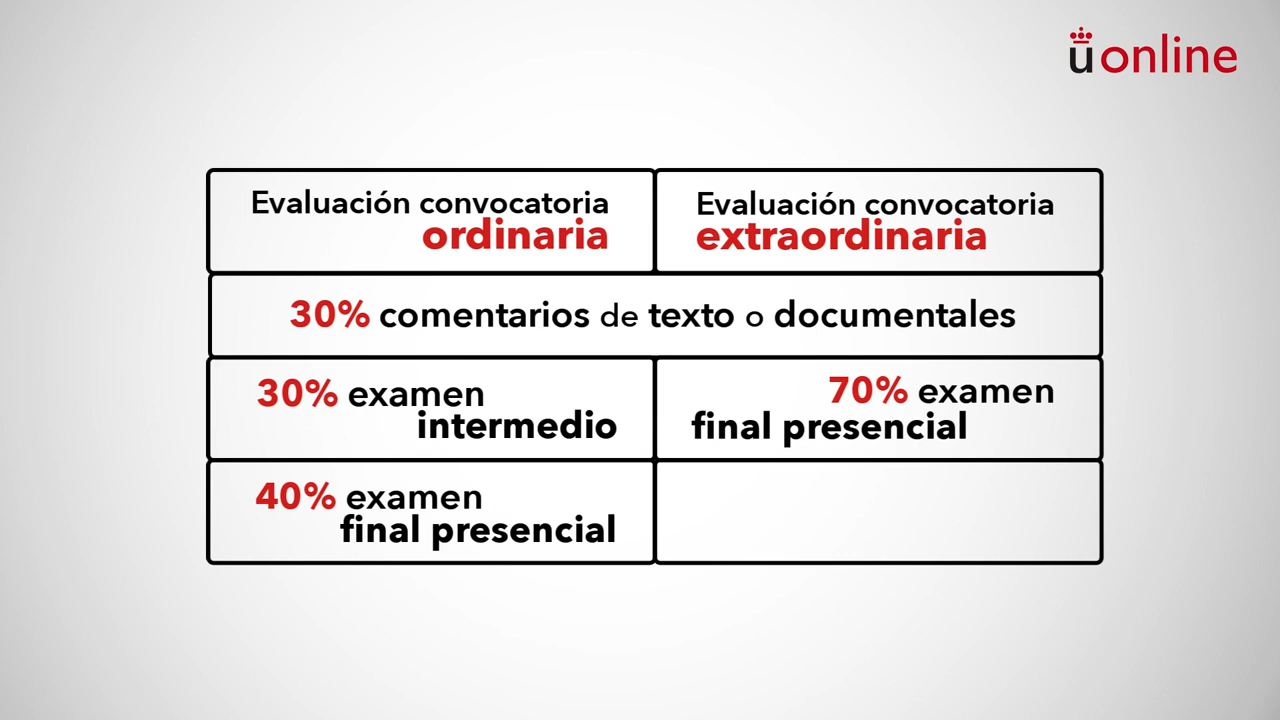 uonline
Evaluación convocatoria
ordinaria
Evaluación convocatoria
extraordinaria
30% comentarios de texto o documentales
30% examen
intermedio
70% examen
final presencial
40% examen
final presencial